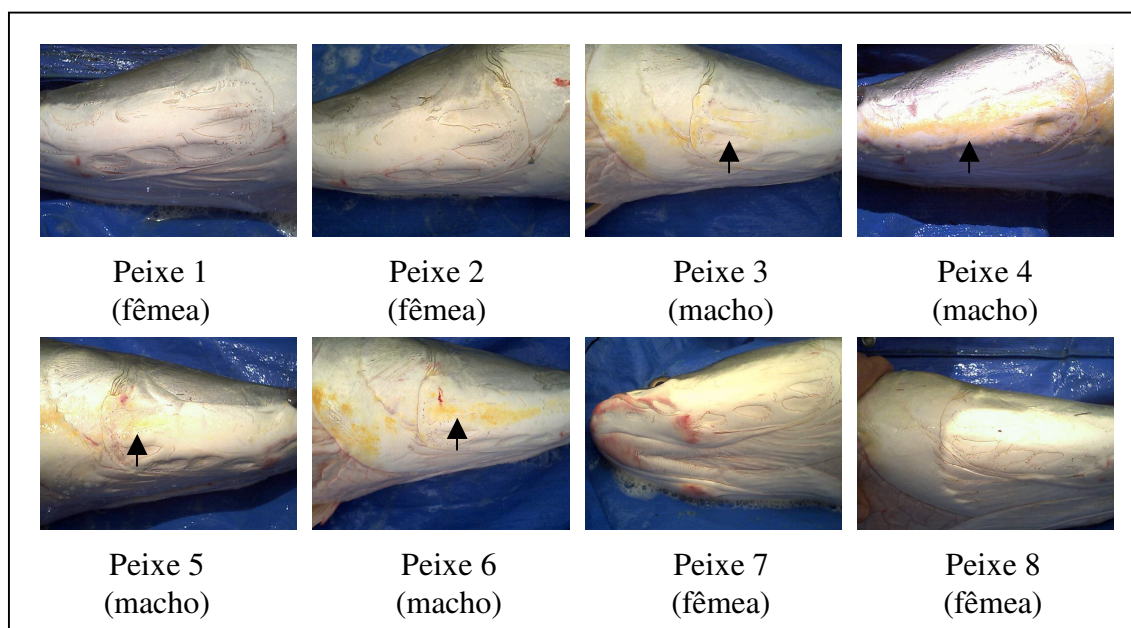 Peixe 1
(fêmea)
Peixe 2
(fêmea)
Peixe 3
(macho)
Peixe 4
(macho)
Peixe 5
(macho)
Peixe 6
(macho)
Peixe 7
(fêmea)
Peixe 8
(fêmea)